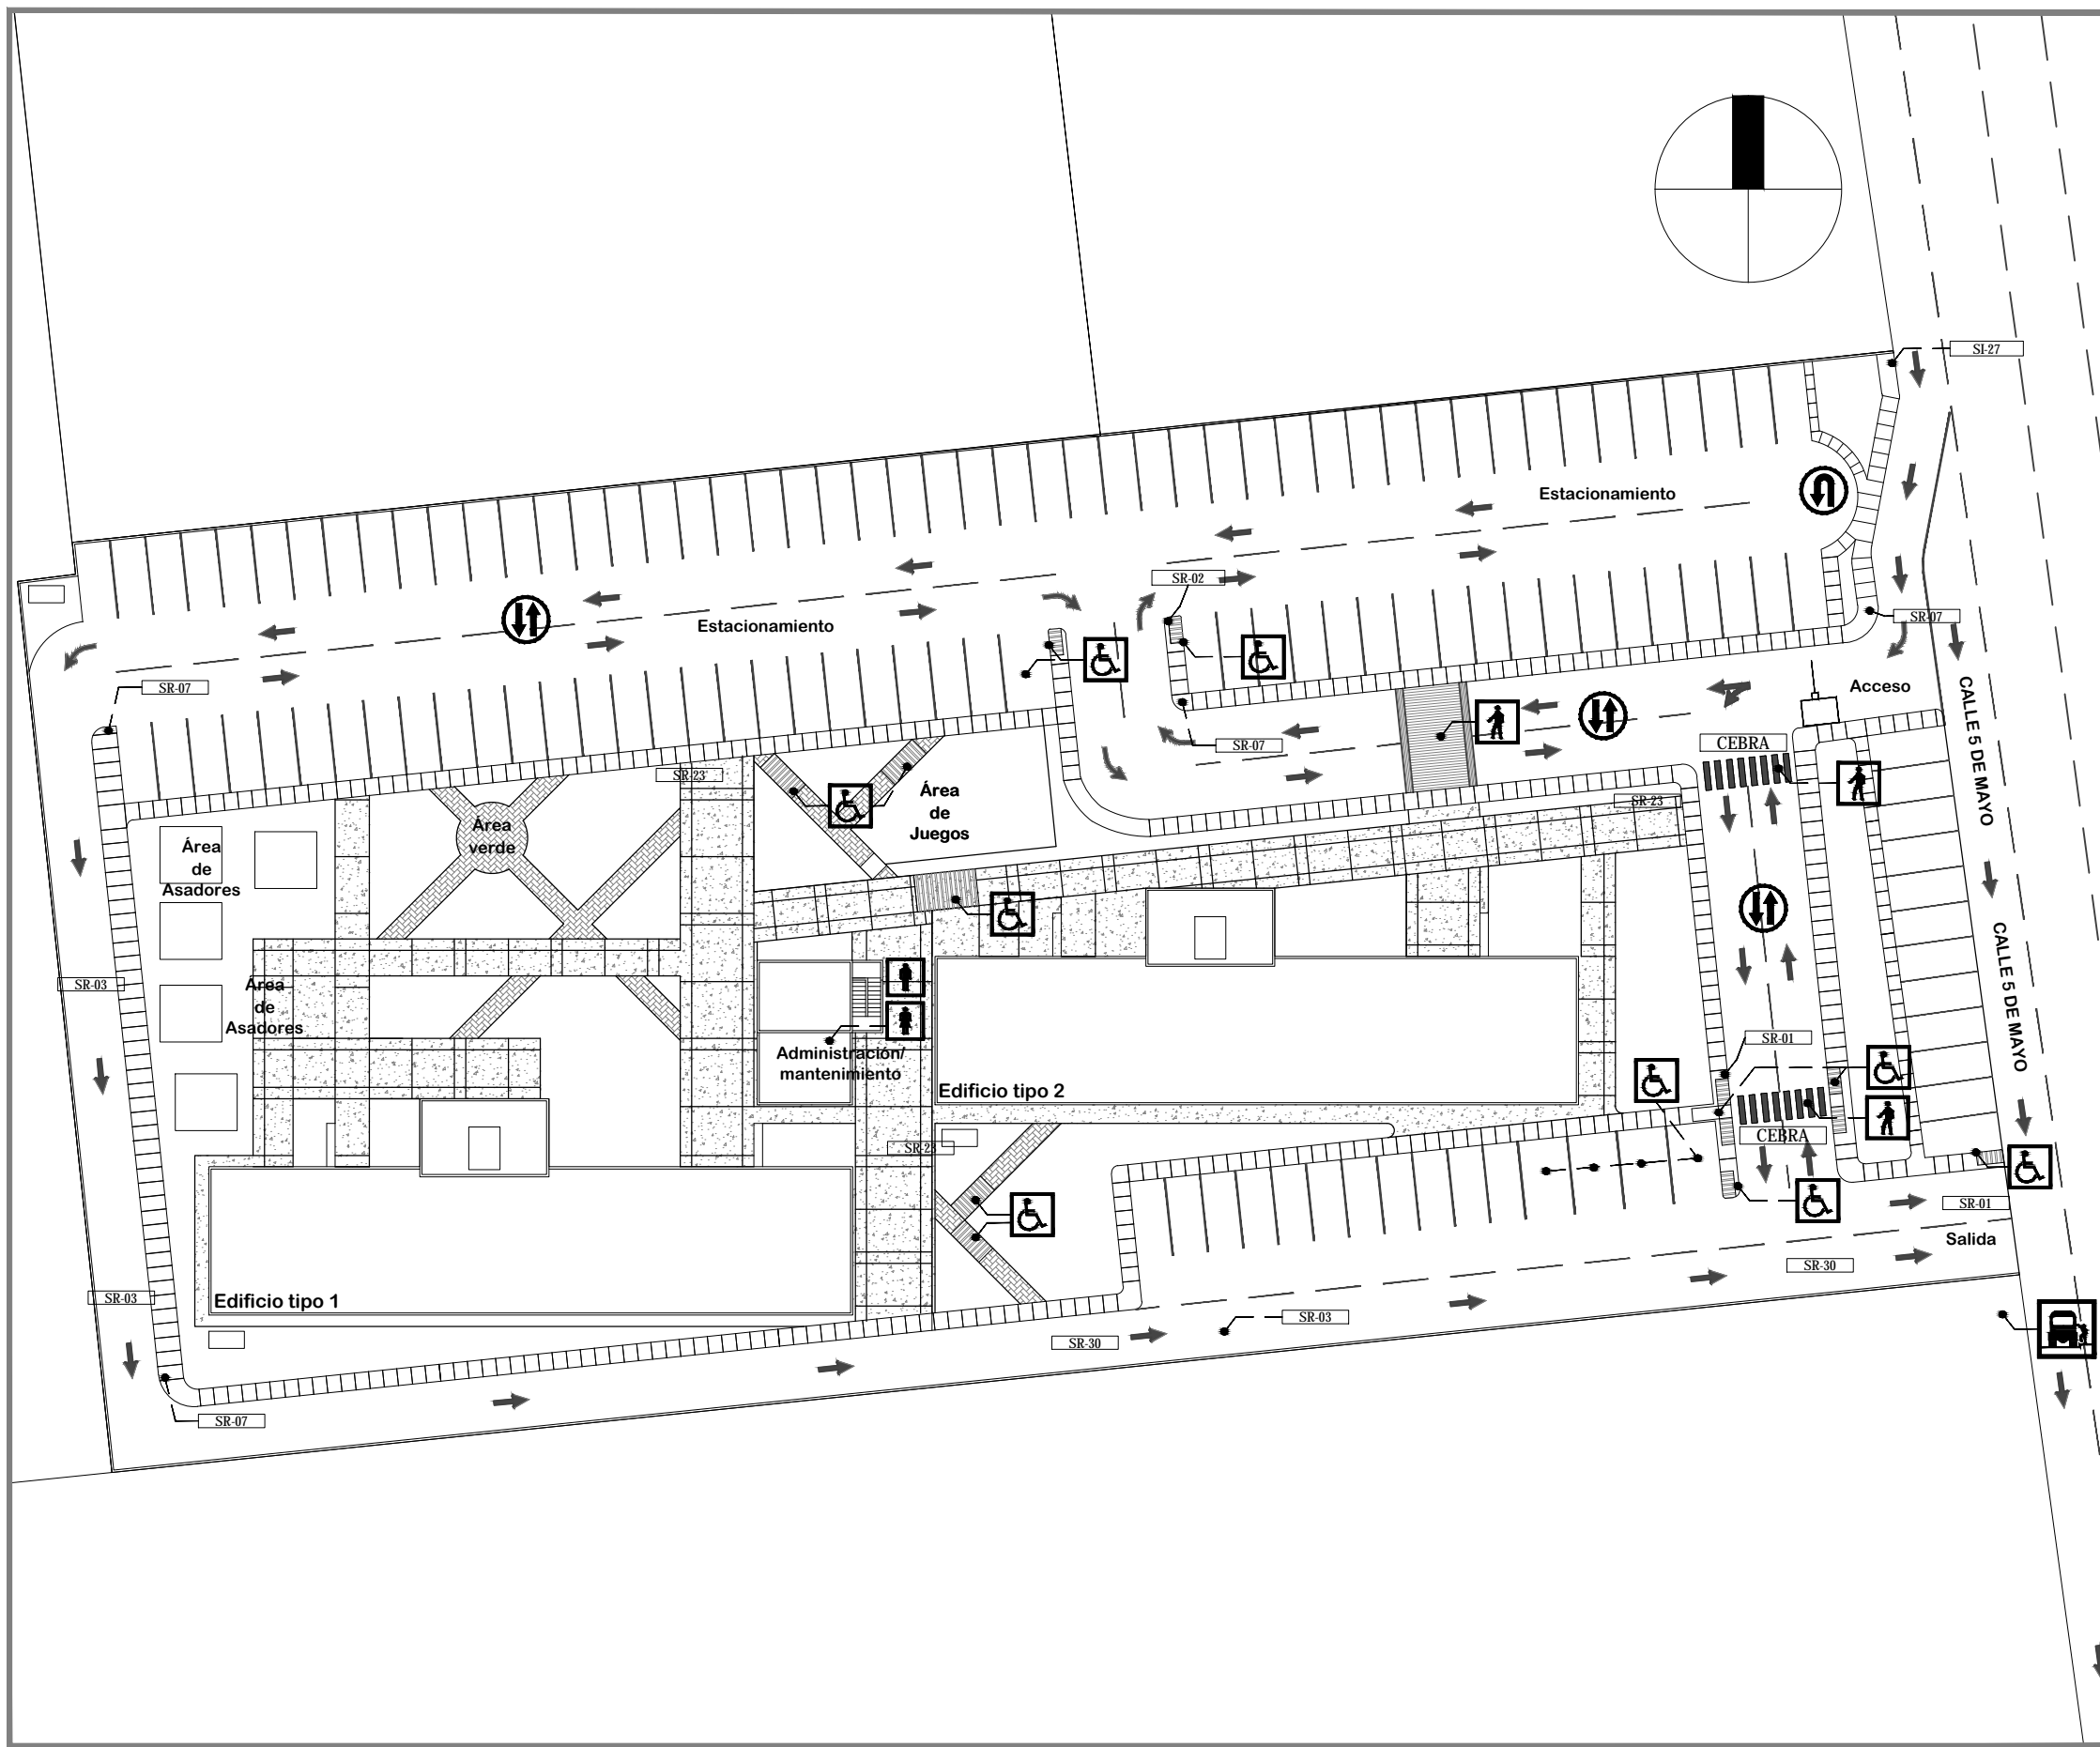 SI-27
Estacionamiento
SR-02
SR-07
Estacionamiento
SR-07
Acceso
CALLE 5 DE MAYO
SR-07
CEBRA
SR-23
Área
de
Juegos
SR-23
Área
verde
Área
de
Asadores
CALLE 5 DE MAYO
SR-03
Área
de
Asadores
SR-01
Administración/
mantenimiento
Edificio tipo 2
CEBRA
SR-23
SR-01
Salida
SR-30
Edificio tipo 1
SR-03
SR-03
SR-30
SR-07